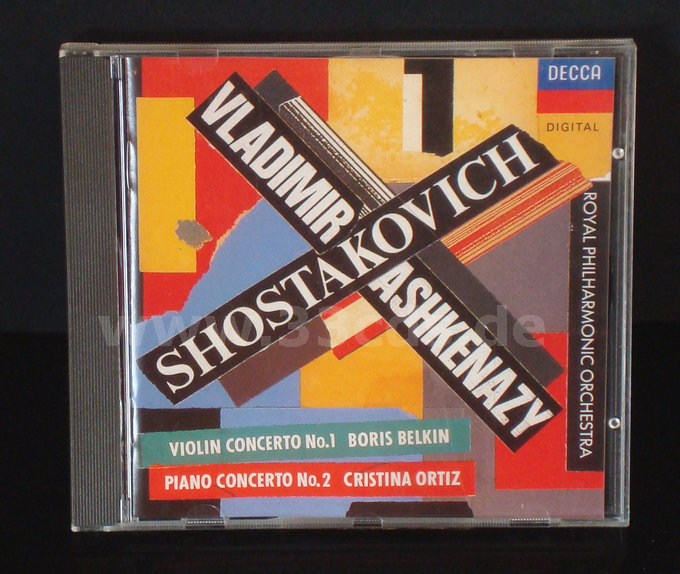 DECCA
DIGITAL
VLADIMIR
ASHKENAZY
SHOSTAKOVICH
ROYAL PHILHARMONIC ORCHESTRA
VIOLIN CONCERTO No.1 BORIS BELKIN
PIANO CONCERTO No.2 CRISTINA ORTIZ